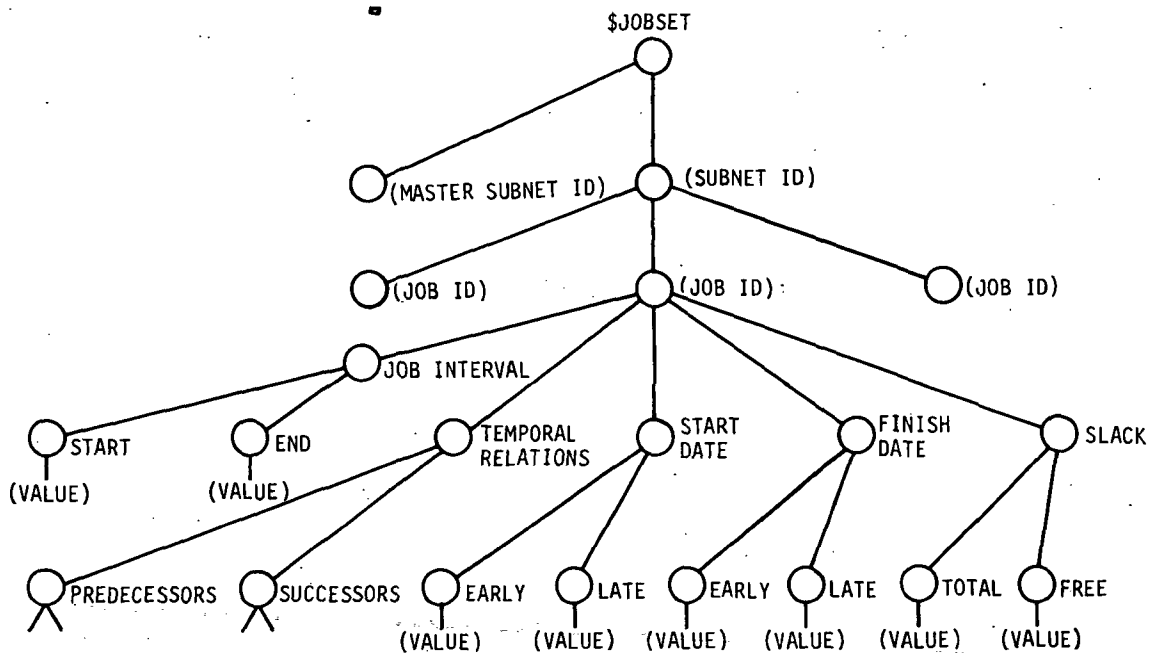 $JOBSET
(MASTER SUBNET ID)
(SUBNET ID)
(JOB ID)
(JOB ID)
(JOB ID)
JOB INTERVAL
START
END
TEMPORAL
RELATIONS
START
DATE
FINISH
DATE
SLACK
(VALUE)
(VALUE)
PREDECESSORS
SUCCESSORS
EARLY
LATE
EARLY
LATE
TOTAL
FREE
(VALUE)
(VALUE)
(VALUE)
(VALUE)
(VALUE)
(VALUE)